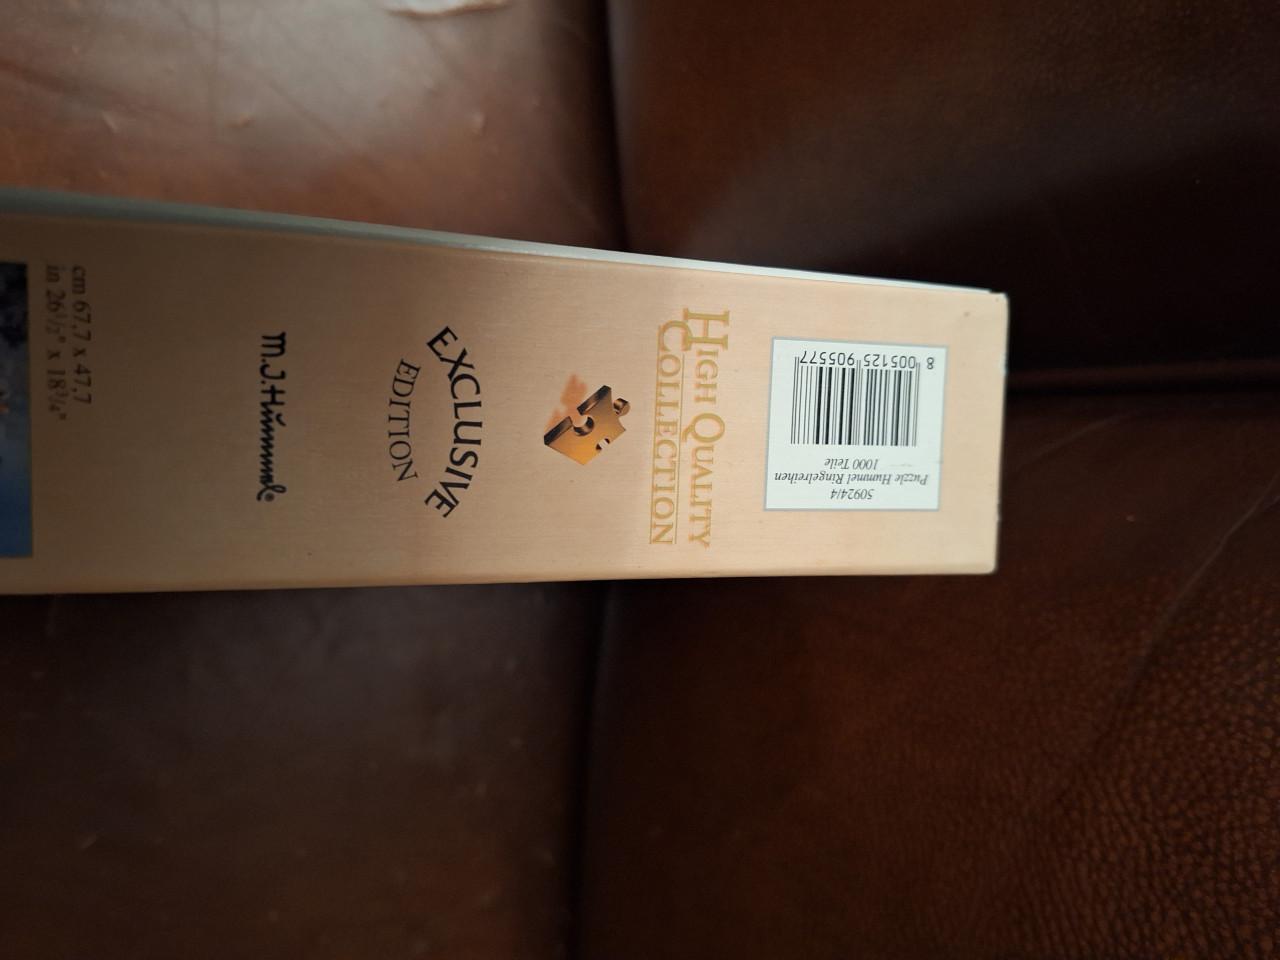 cm 67,7 x 47,7
in 26½" x 18¾"
M.J.Hümmel®
EXCLUSIVE
EDITION
HIGH QUALITY
COLLECTION
50924/4
Puzzle Hummel Ringelreihen
1000 Teile
8 005125 905577